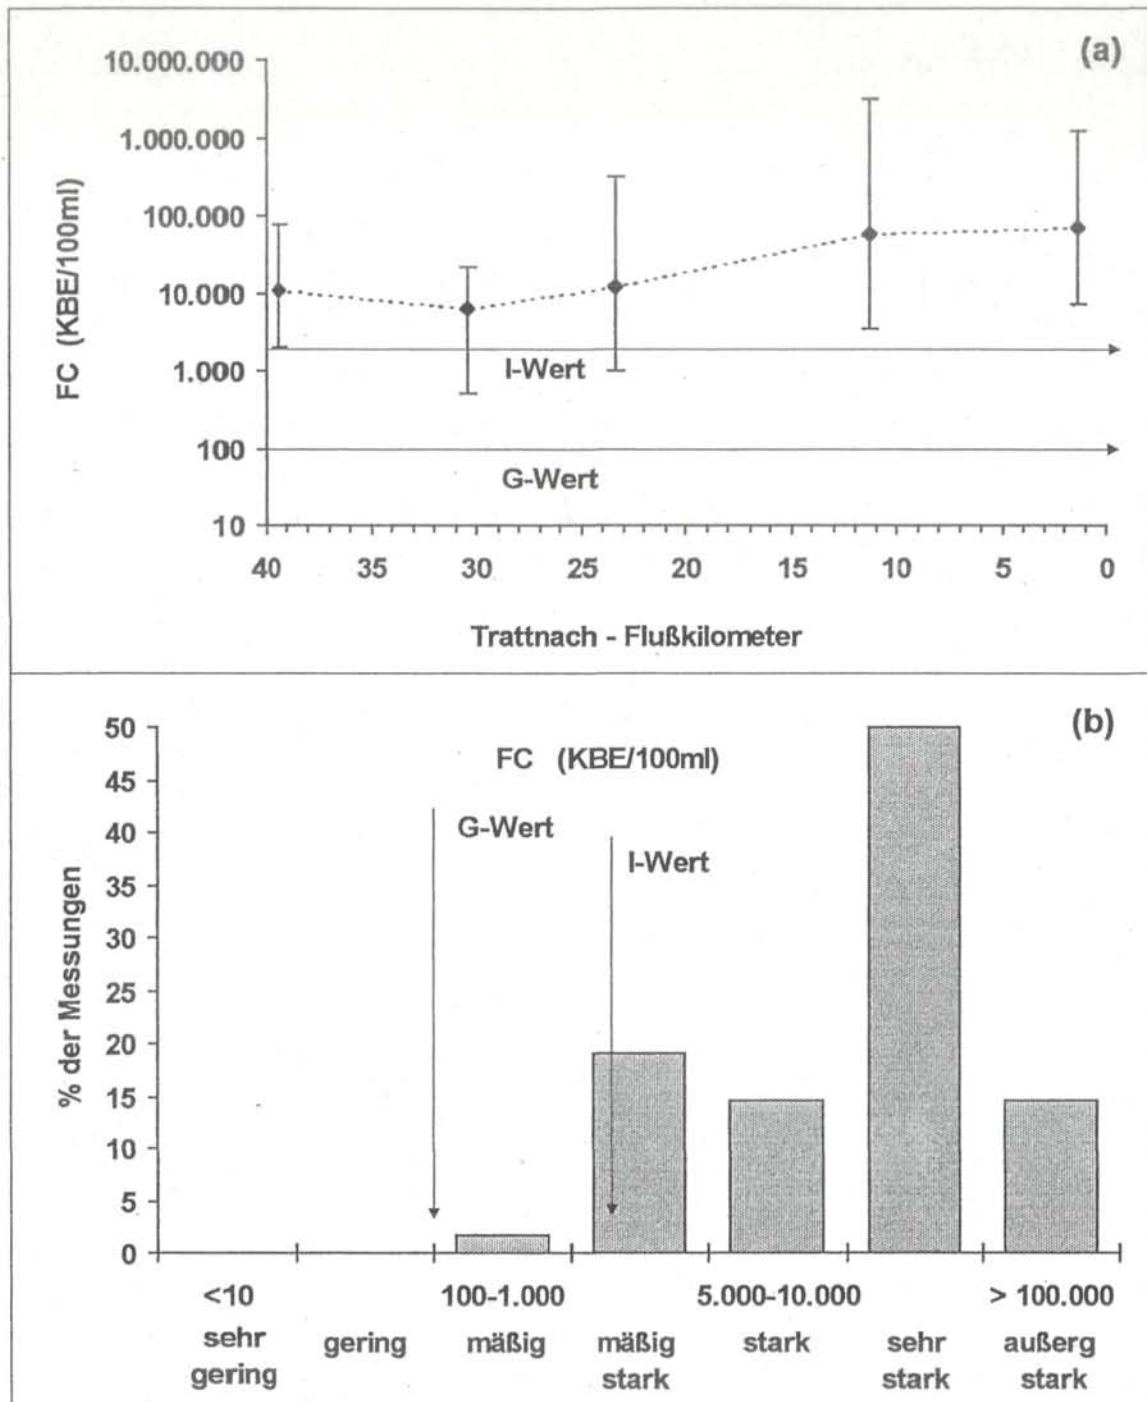 (a)
10.000.000
1.000.000
100.000
10.000
1.000
100
10
FC (KBE/100ml)
I-Wert
G-Wert
40 35 30 25 20 15 10 5 0
Trattnach - Flußkilometer
(b)
50
45
40
35
30
25
20
15
10
5
0
% der Messungen
FC (KBE/100ml)
G-Wert
I-Wert
<10 100-1.000 5.000-10.000 > 100.000
sehr gering mäßig mäßig stark sehr außerg
gering stark stark stark